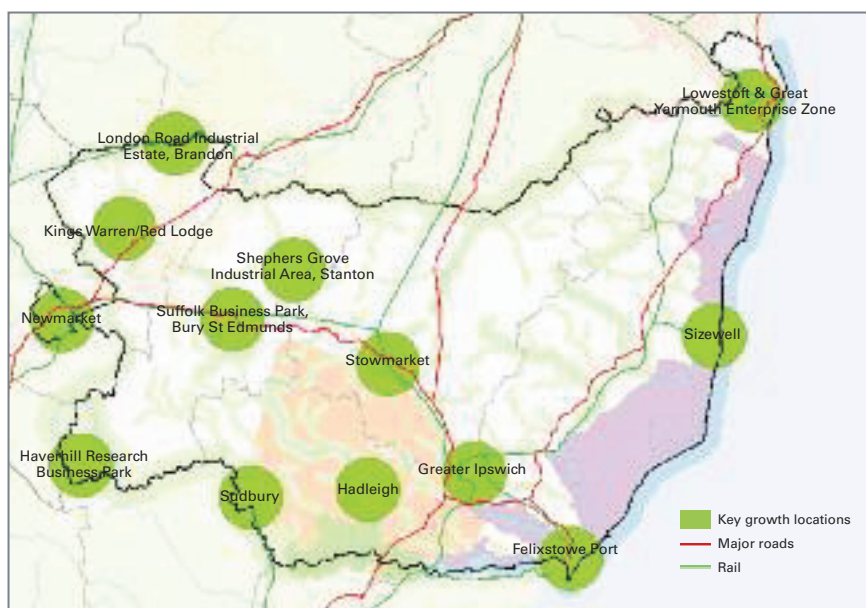 Lowestoft & Great
Yarmouth Enterprise Zone
London Road Industrial
Estate, Brandon
Kings Warren/Red Lodge
Shephers Grove
Industrial Area, Stanton
Newmarket
Suffolk Business Park,
Bury St Edmunds
Sizewell
Stowmarket
Haverhill Research
Business Park
Greater Ipswich
Sudbury
Hadleigh
Felixstowe Port
Key growth locations
Major roads
Rail